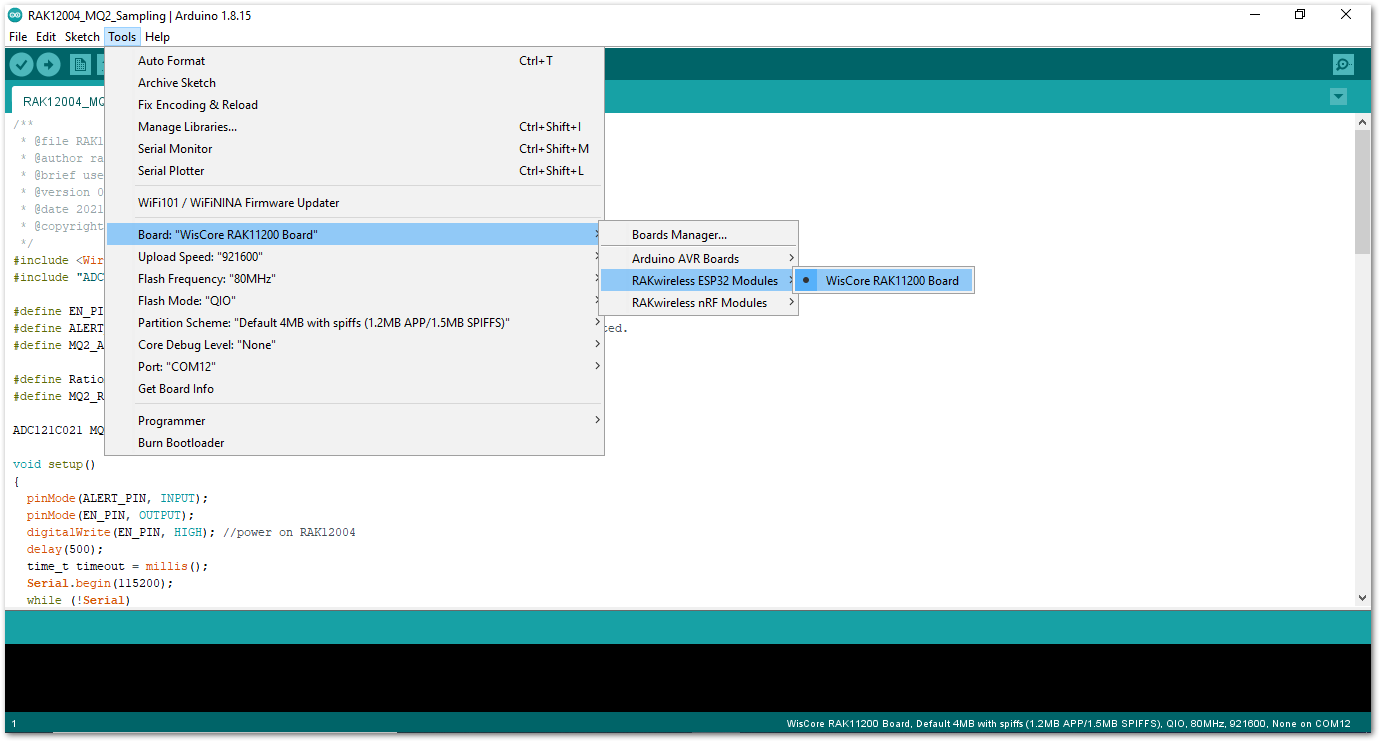 RAK12004_MQ2_Sampling | Arduino 1.8.15
File Edit Sketch Tools Help
Auto Format Ctrl+T
Archive Sketch
Fix Encoding & Reload
Manage Libraries... Ctrl+Shift+I
Serial Monitor Ctrl+Shift+M
Serial Plotter Ctrl+Shift+L
WiFi101 / WiFiNINA Firmware Updater
Board: "WisCore RAK11200 Board"
Upload Speed: "921600"
Flash Frequency: "80MHz"
Flash Mode: "QIO"
Partition Scheme: "Default 4MB with spiffs (1.2MB APP/1.5MB SPIFFS)"
Core Debug Level: "None"
Port: "COM12"
Get Board Info
Programmer
Burn Bootloader
Boards Manager...
Arduino AVR Boards
RAKwireless ESP32 Modules
RAKwireless nRF Modules
WisCore RAK11200 Board
RAK12004_MQ
/**
* @file RAK1
* @author ra
* @brief use
* @version 0
* @date 2021
* @copyright
*/
#include <Wir
#include "ADC
#define EN_PI
#define ALERT ted.
#define MQ2_A
#define Ratio
#define MQ2_R
ADC121C021 MQ
void setup()
{
pinMode(ALERT_PIN, INPUT);
pinMode(EN_PIN, OUTPUT);
digitalWrite(EN_PIN, HIGH); //power on RAK12004
delay(500);
time_t timeout = millis();
Serial.begin(115200);
while (!Serial)
1 WisCore RAK11200 Board, Default 4MB with spiffs (1.2MB APP/1.5MB SPIFFS), QIO, 80MHz, 921600, None on COM12